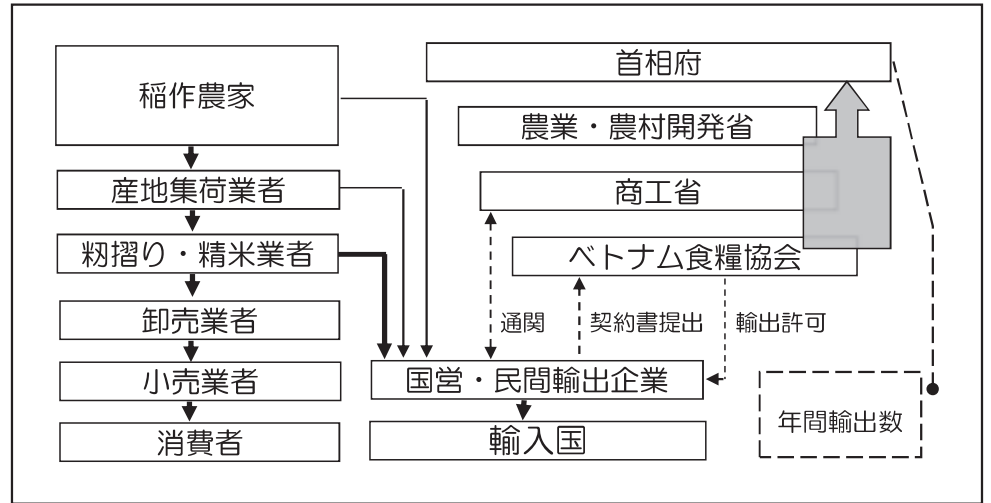 稲作農家
産地集荷業者
籾摺り・精米業者
卸売業者
小売業者
消費者
首相府
農業・農村開発省
商工省
ベトナム食糧協会
通関
契約書提出
輸出許可
国営・民間輸出企業
輸入国
年間輸出数